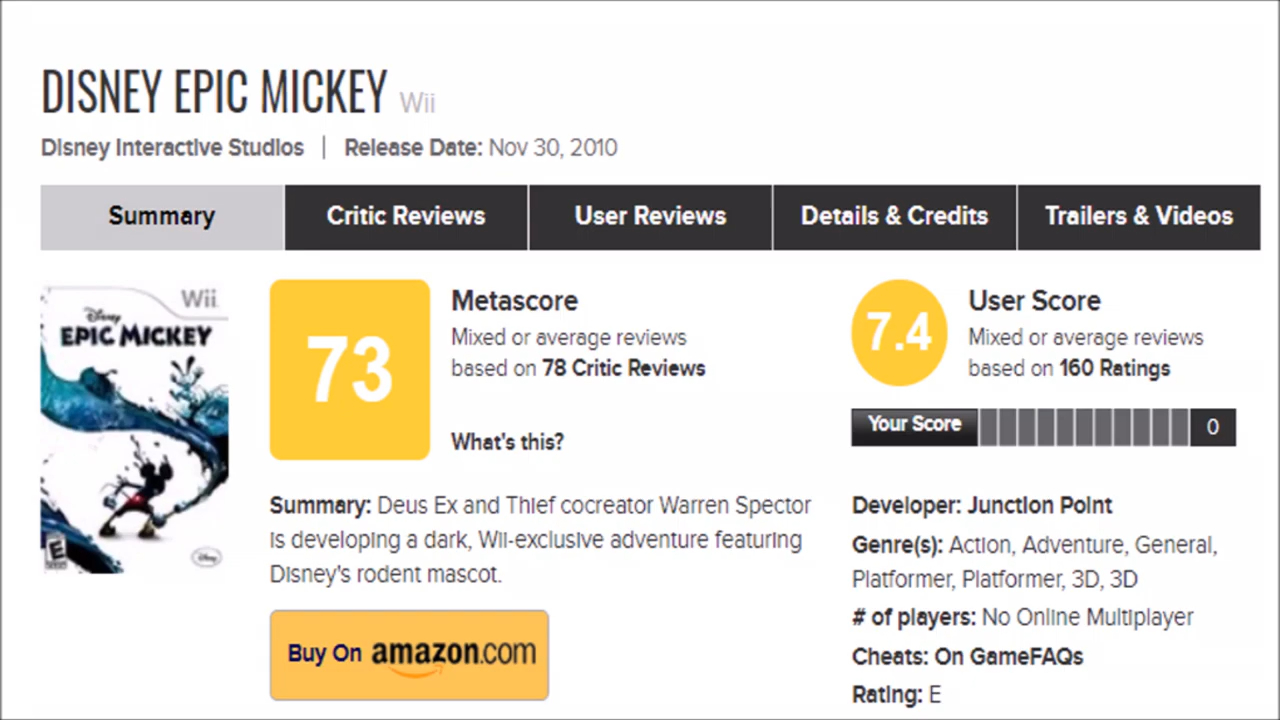 DISNEY EPIC MICKEY Wii
Disney Interactive Studios | Release Date: Nov 30, 2010
Summary
Critic Reviews
User Reviews
Details & Credits
Trailers & Videos
Wii
Disney
EPIC MICKEY
E
Disney
73
Metascore
Mixed or average reviews
based on 78 Critic Reviews
What's this?
7.4
User Score
Mixed or average reviews
based on 160 Ratings
Your Score
0
Summary: Deus Ex and Thief cocreator Warren Spector
is developing a dark, Wii-exclusive adventure featuring
Disney's rodent mascot.
Buy On amazon.com
Developer: Junction Point
Genre(s): Action, Adventure, General,
Platformer, Platformer, 3D, 3D
# of players: No Online Multiplayer
Cheats: On GameFAQs
Rating: E